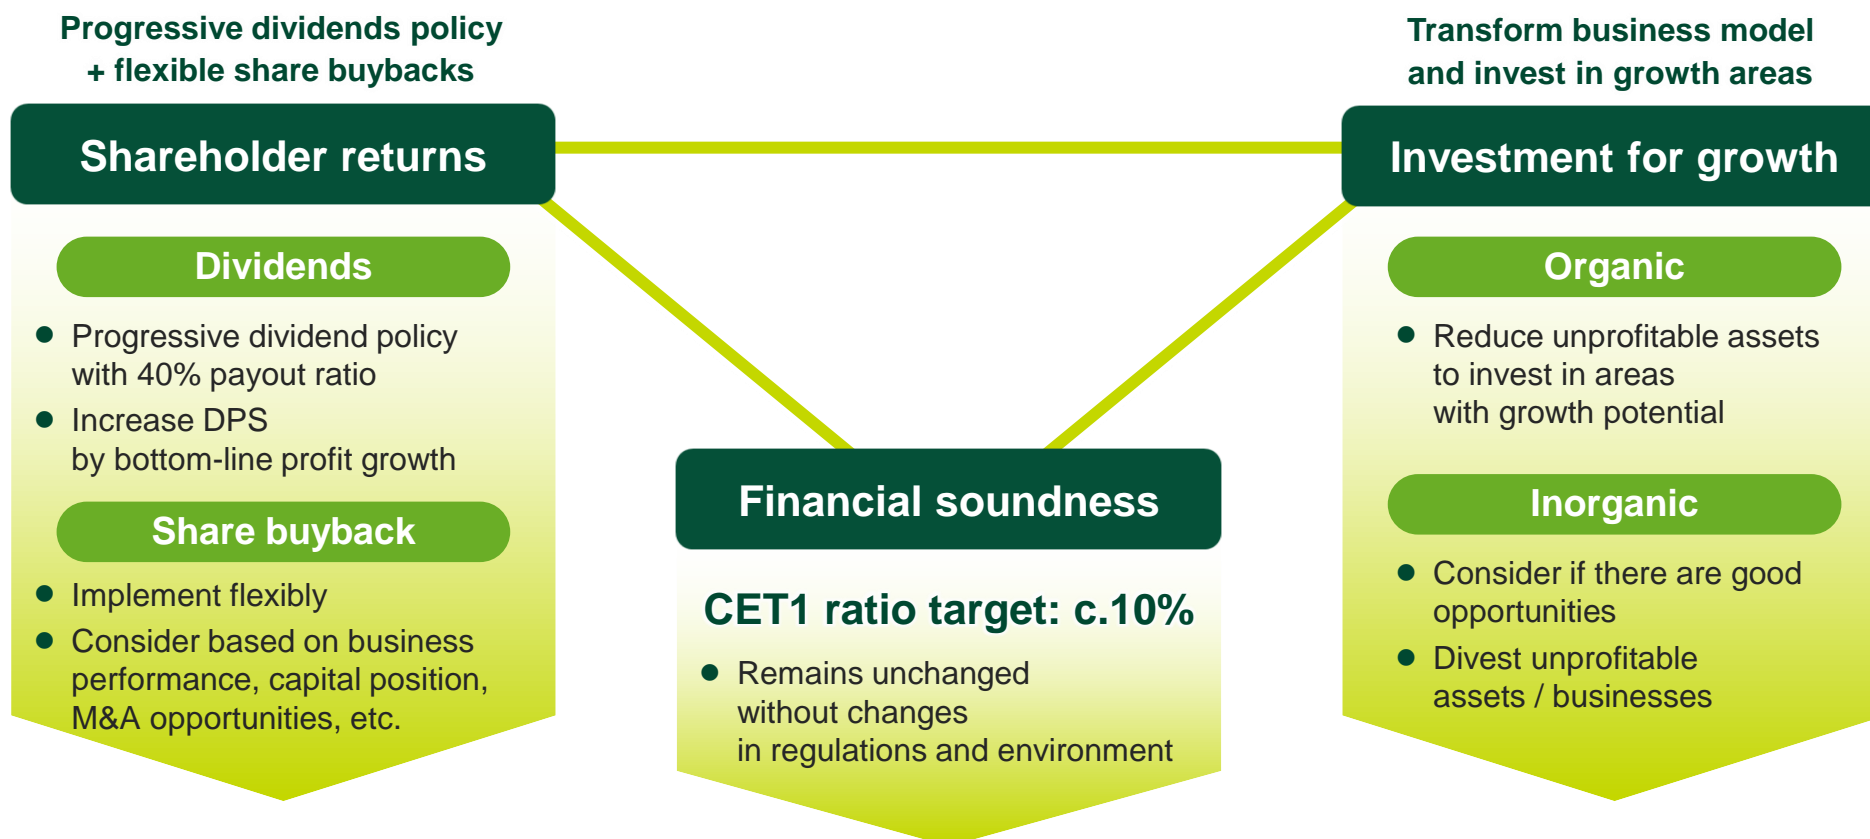 Progressive dividends policy
+ flexible share buybacks
Shareholder returns
Dividends
Progressive dividend policy
with 40% payout ratio
Increase DPS
by bottom-line profit growth
Share buyback
Implement flexibly
Consider based on business
performance, capital position,
M&A opportunities, etc.
Financial soundness
CET1 ratio target: c.10%
Remains unchanged
without changes
in regulations and environment
Transform business model
and invest in growth areas
Investment for growth
Organic
Reduce unprofitable assets
to invest in areas
with growth potential
Inorganic
Consider if there are good
opportunities
Divest unprofitable
assets / businesses